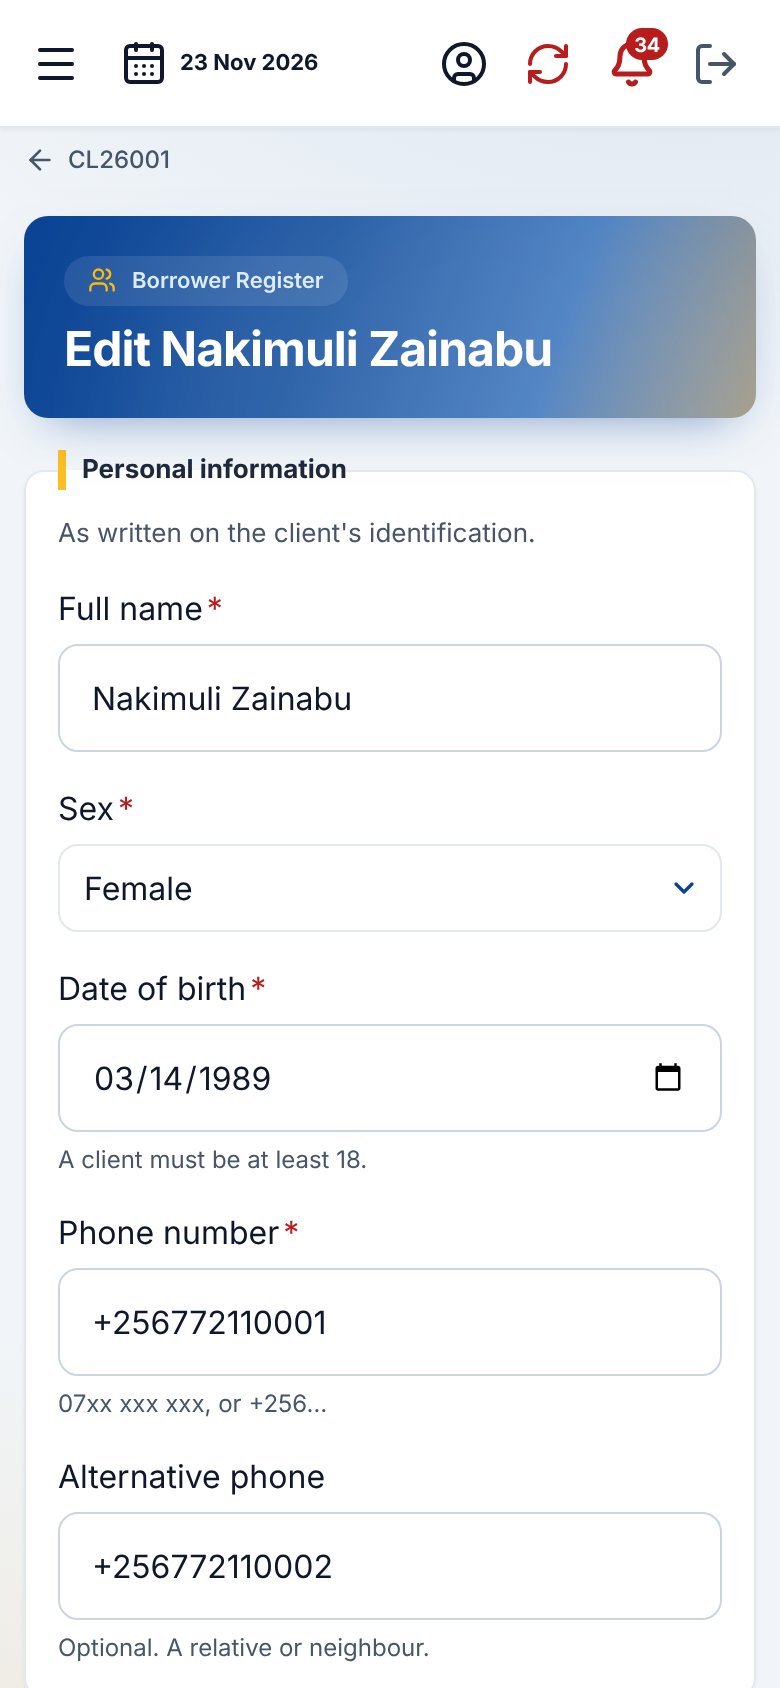 23 Nov 2026
34
CL26001
Borrower Register
Edit Nakimuli Zainabu
Personal information
As written on the client's identification.
Full name*
Nakimuli Zainabu
Sex*
Female
Date of birth*
03/14/1989
A client must be at least 18.
Phone number*
+256772110001
07xx xxx xxx, or +256...
Alternative phone
+256772110002
Optional. A relative or neighbour.